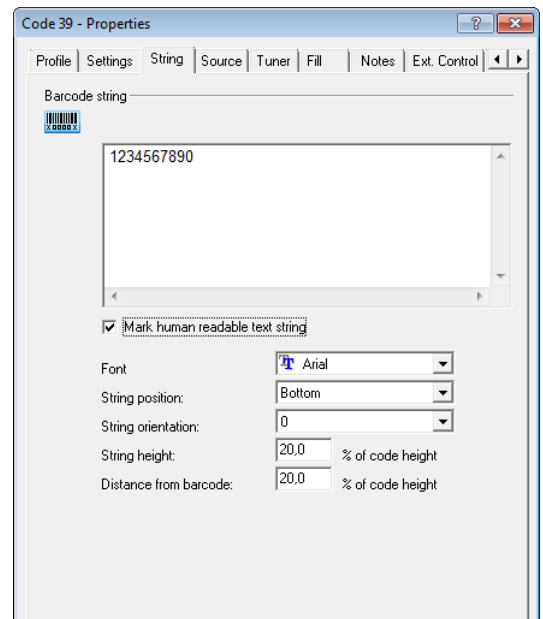 Code 39 - Properties
Profile Settings String Source Tuner Fill Notes Ext. Control
Barcode string
1234567890
Mark human readable text string
Font Arial
String position: Bottom
String orientation: 0
String height: 20,0 % of code height
Distance from barcode: 20,0 % of code height